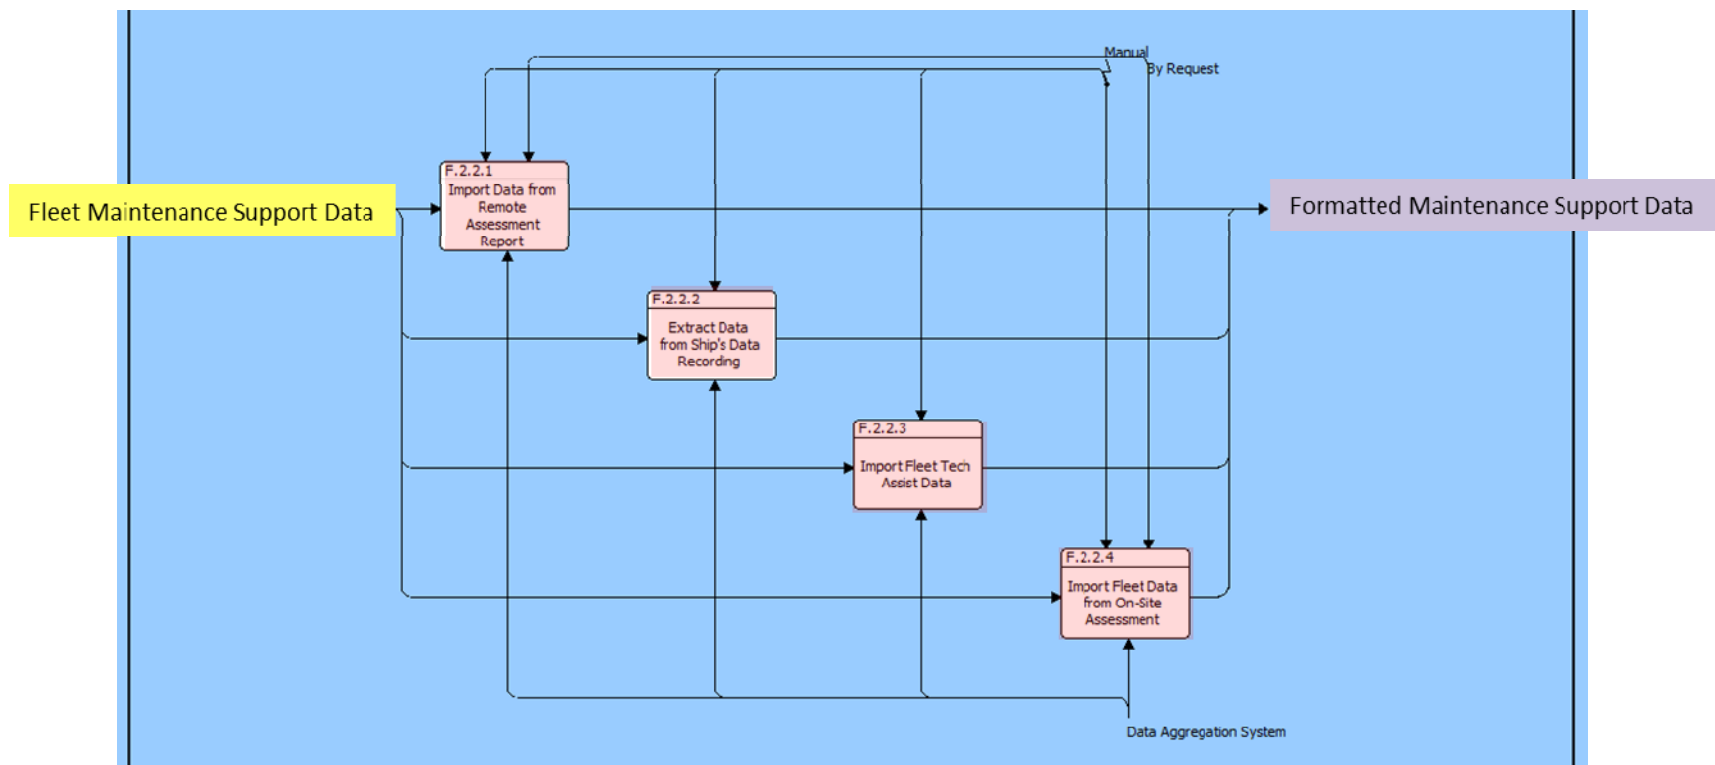 Manual
By Request
F.2.2.1
Import Data from
Remote
Assessment
Report
Fleet Maintenance Support Data
Formatted Maintenance Support Data
F.2.2.2
Extract Data
from Ship's Data
Recording
F.2.2.3
Import Fleet Tech
Assist Data
F.2.2.4
Import Fleet Data
from On-Site
Assessment
Data Aggregation System